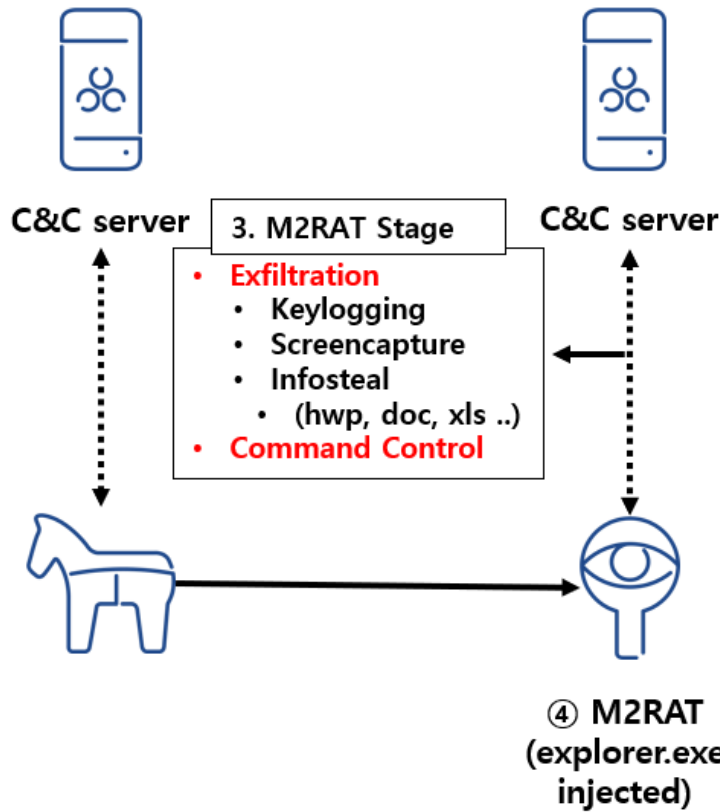 C&C server
C&C server
3. M2RAT Stage
• Exfiltration
• Keylogging
• Screencapture
• Infosteal
• (hwp, doc, xls ..)
• Command Control
④ M2RAT
(explorer.exe
injected)